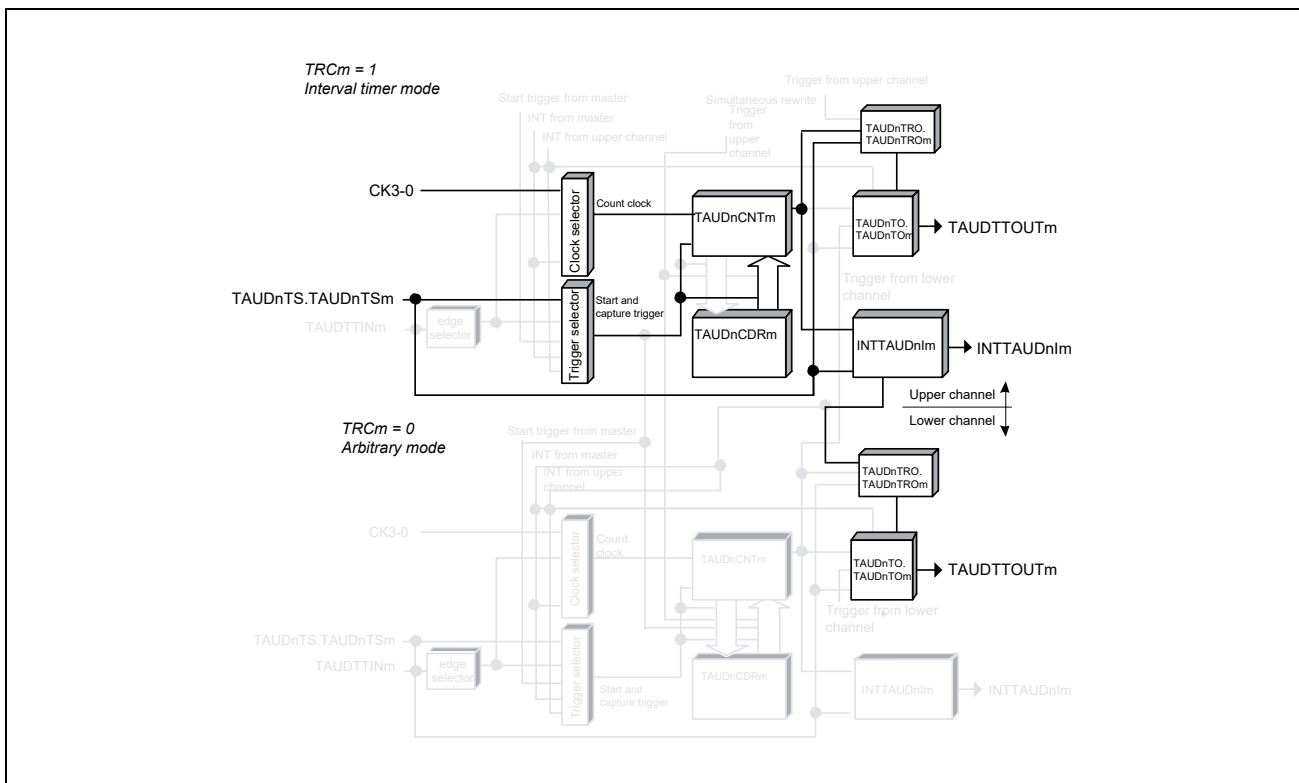 TRCm = 1
Interval timer mode
Trigger from upper channel
Start trigger from master
Simultaneous rewrite
Trigger
from
upper
channel
INT from master
INT from upper channel
TAUDnTRO.
TAUDnTROm
CK3-0
Clock selector
Count clock
TAUDnCNTm
TAUDnTO.
TAUDnTOm
TAUDTTOUTm
Trigger from lower
channel
TAUDnTS.TAUDnTSm
TAUDTTINm
edge
selector
Trigger selector
Start and
capture trigger
TAUDnCDRm
INTTAUDnIm
INTTAUDnIm
Upper channel
Lower channel
TRCm = 0
Arbitrary mode
Start trigger from master
INT from master
INT from upper
channel
TAUDnTRO.
TAUDnTROm
CK3-0
Clock selector
Count
clock
TAUDnCNTm
TAUDnTO.
TAUDnTOm
TAUDTTOUTm
Trigger from lower
channel
TAUDnTS.TAUDnTSm
TAUDTTINm
edge
selector
Trigger selector
Start and
capture trigger
TAUDnCDRm
INTTAUDnIm
INTTAUDnIm